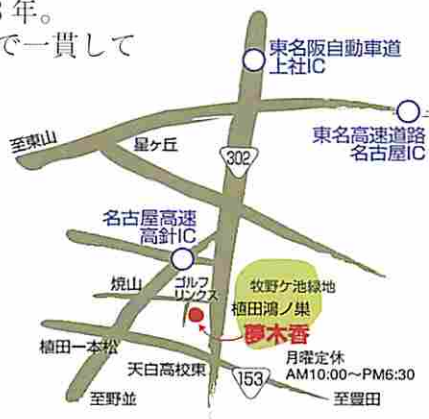 年。
で一貫して
東名阪自動車道
上社IC
至東山
星ヶ丘
東名高速道路
名古屋IC
302
名古屋高速
高針IC
焼山
ゴルフ
リンクス
牧野ケ池緑地
植田鴻ノ巣
夢木香
植田一本松
天白高校東
月曜定休
AM10:00〜PM6:30
153
至野並
至豊田